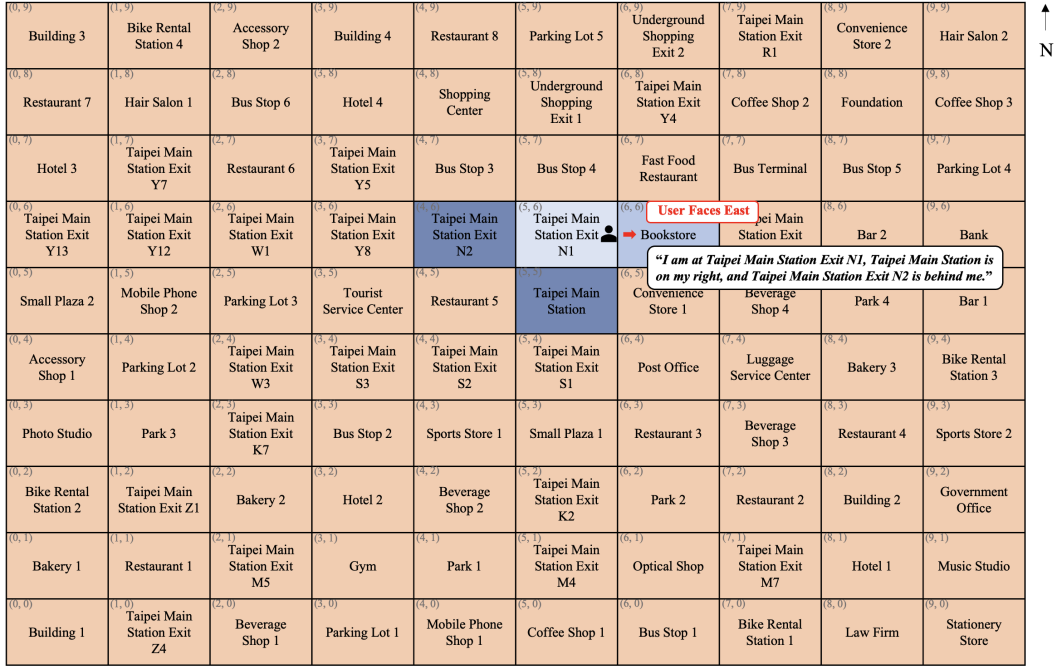 N
(0, 9)
Building 3
(1, 9)
Bike Rental
Station 4
(2, 9)
Accessory
Shop 2
(3, 9)
Building 4
(4, 9)
Restaurant 8
(5, 9)
Parking Lot 5
(6, 9)
Underground
Shopping
Exit 2
(7, 9)
Taipei Main
Station Exit
R1
(8, 9)
Convenience
Store 2
(9, 9)
Hair Salon 2
(0, 8)
Restaurant 7
(1, 8)
Hair Salon 1
(2, 8)
Bus Stop 6
(3, 8)
Hotel 4
(4, 8)
Shopping
Center
(5, 8)
Underground
Shopping
Exit 1
(6, 8)
Taipei Main
Station Exit
Y4
(7, 8)
Coffee Shop 2
(8, 8)
Foundation
(9, 8)
Coffee Shop 3
(0, 7)
Hotel 3
(1, 7)
Taipei Main
Station Exit
Y7
(2, 7)
Restaurant 6
(3, 7)
Taipei Main
Station Exit
Y5
(4, 7)
Bus Stop 3
(5, 7)
Bus Stop 4
(6, 7)
Fast Food
Restaurant
(7, 7)
Bus Terminal
(8, 7)
Bus Stop 5
(9, 7)
Parking Lot 4
(0, 6)
Taipei Main
Station Exit
Y13
(1, 6)
Taipei Main
Station Exit
Y12
(2, 6)
Taipei Main
Station Exit
W1
(3, 6)
Taipei Main
Station Exit
Y8
(4, 6)
Taipei Main
Station Exit
N2
(5, 6)
Taipei Main
Station Exit
N1
(6, 6)
User Faces East
Bookstore
Main
Station Exit
(8, 6)
Bar 2
(9, 6)
Bank
“I am at Taipei Main Station Exit N1, Taipei Main Station is
on my right, and Taipei Main Station Exit N2 is behind me.”
(0, 5)
Small Plaza 2
(1, 5)
Mobile Phone
Shop 2
(2, 5)
Parking Lot 3
(3, 5)
Tourist
Service Center
(4, 5)
Restaurant 5
(5, 5)
Taipei Main
Station
(6, 5)
Convenience
Store 1
Beverage
Shop 4
Park 4
Bar 1
(0, 4)
Accessory
Shop 1
(1, 4)
Parking Lot 2
(2, 4)
Taipei Main
Station Exit
W3
(3, 4)
Taipei Main
Station Exit
S3
(4, 4)
Taipei Main
Station Exit
S2
(5, 4)
Taipei Main
Station Exit
S1
(6, 4)
Post Office
(7, 4)
Luggage
Service Center
(8, 4)
Bakery 3
(9, 4)
Bike Rental
Station 3
(0, 3)
Photo Studio
(1, 3)
Park 3
(2, 3)
Taipei Main
Station Exit
K7
(3, 3)
Bus Stop 2
(4, 3)
Sports Store 1
(5, 3)
Small Plaza 1
(6, 3)
Restaurant 3
(7, 3)
Beverage
Shop 3
(8, 3)
Restaurant 4
(9, 3)
Sports Store 2
(0, 2)
Bike Rental
Station 2
(1, 2)
Taipei Main
Station Exit Z1
(2, 2)
Bakery 2
(3, 2)
Hotel 2
(4, 2)
Beverage
Shop 2
(5, 2)
Taipei Main
Station Exit
K2
(6, 2)
Park 2
(7, 2)
Restaurant 2
(8, 2)
Building 2
(9, 2)
Government
Office
(0, 1)
Bakery 1
(1, 1)
Restaurant 1
(2, 1)
Taipei Main
Station Exit
M5
(3, 1)
Gym
(4, 1)
Park 1
(5, 1)
Taipei Main
Station Exit
M4
(6, 1)
Optical Shop
(7, 1)
Taipei Main
Station Exit
M7
(8, 1)
Hotel 1
(9, 1)
Music Studio
(0, 0)
Building 1
(1, 0)
Taipei Main
Station Exit
Z4
(2, 0)
Beverage
Shop 1
(3, 0)
Parking Lot 1
(4, 0)
Mobile Phone
Shop 1
(5, 0)
Coffee Shop 1
(6, 0)
Bus Stop 1
(7, 0)
Bike Rental
Station 1
(8, 0)
Law Firm
(9, 0)
Stationery
Store